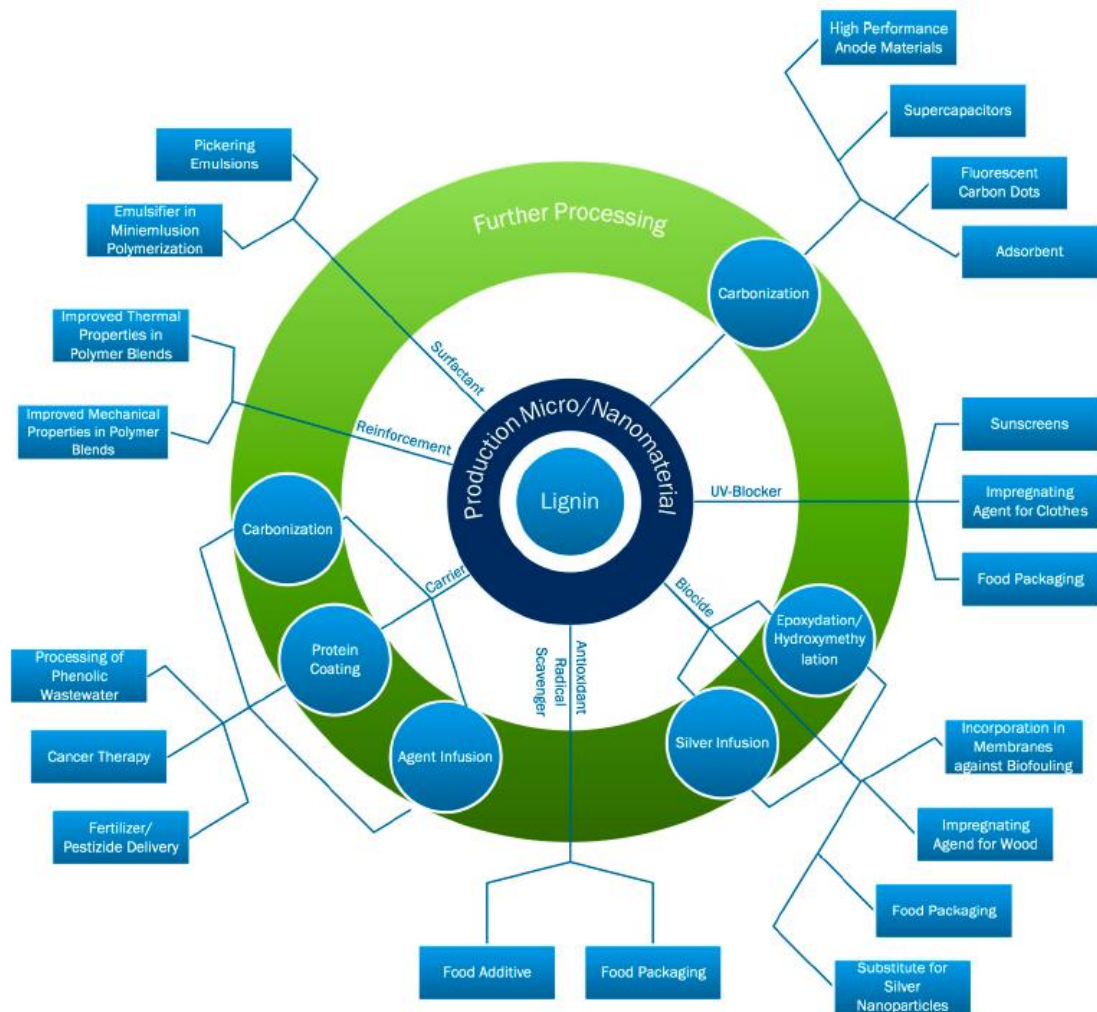 High Performance
Anode Materials
Supercapacitors
Fluorescent
Carbon Dots
Adsorbent
Pickering
Emulsions
Emulsifier in
Miniemlusion
Polymerization
Further Processing
Carbonization
Improved Thermal
Properties in
Polymer Blends
Improved Mechanical
Properties in Polymer
Blends
Surfactant
Reinforcement
Production Micro/Nanomaterial
Lignin
UV-Blocker
Sunscreens
Impregnating
Agent for Clothes
Food Packaging
Carbonization
Carrier
Protein
Coating
Agent Infusion
Antioxidant
Radical
Scavenger
Biocide
Epoxydation/
Hydroxymethy
lation
Silver Infusion
Processing of
Phenolic
Wastewater
Cancer Therapy
Fertilizer/
Pestizide Delivery
Incorporation in
Membranes
against Biofouling
Impregnating
Agend for Wood
Food Packaging
Substitute for
Silver
Nanoparticles
Food Additive
Food Packaging